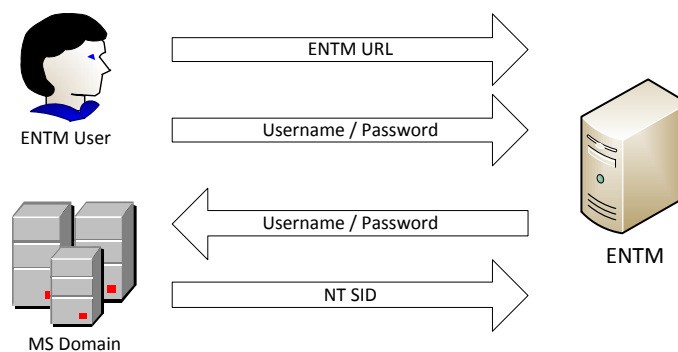 ENTM URL
ENTM User
Username / Password
Username / Password
ENTM
NT SID
MS Domain